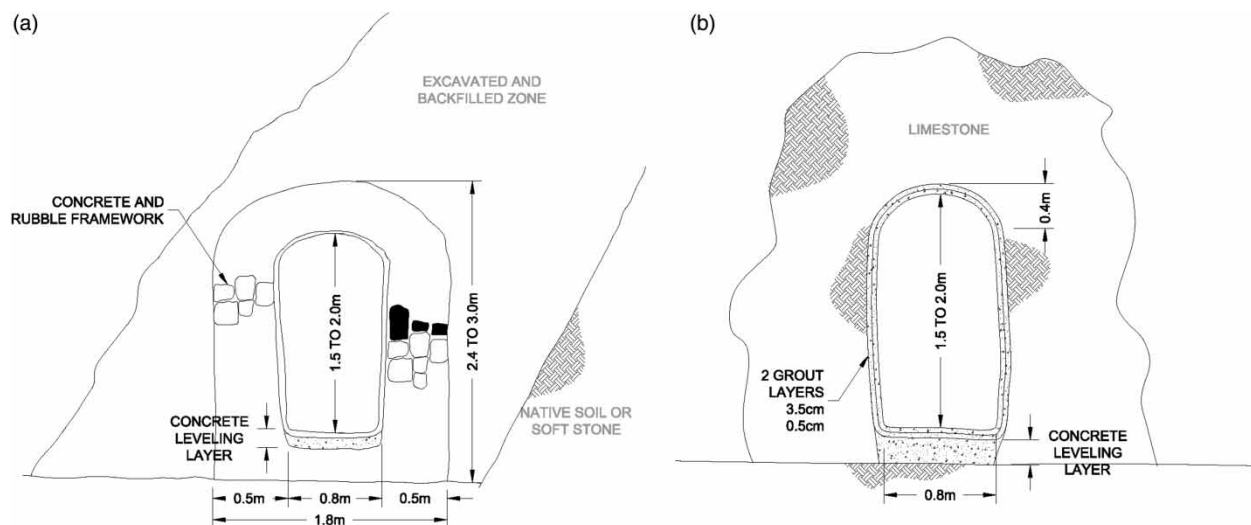 (a)
EXCAVATED AND
BACKFILLED ZONE
CONCRETE AND
RUBBLE FRAMEWORK
1.5 TO 2.0m
2.4 TO 3.0m
CONCRETE
LEVELING
LAYER
NATIVE SOIL OR
SOFT STONE
0.5m
0.8m
0.5m
1.8m
(b)
LIMESTONE
0.4m
1.5 TO 2.0m
2 GROUT
LAYERS
3.5cm
0.5cm
CONCRETE
LEVELING
LAYER
0.8m